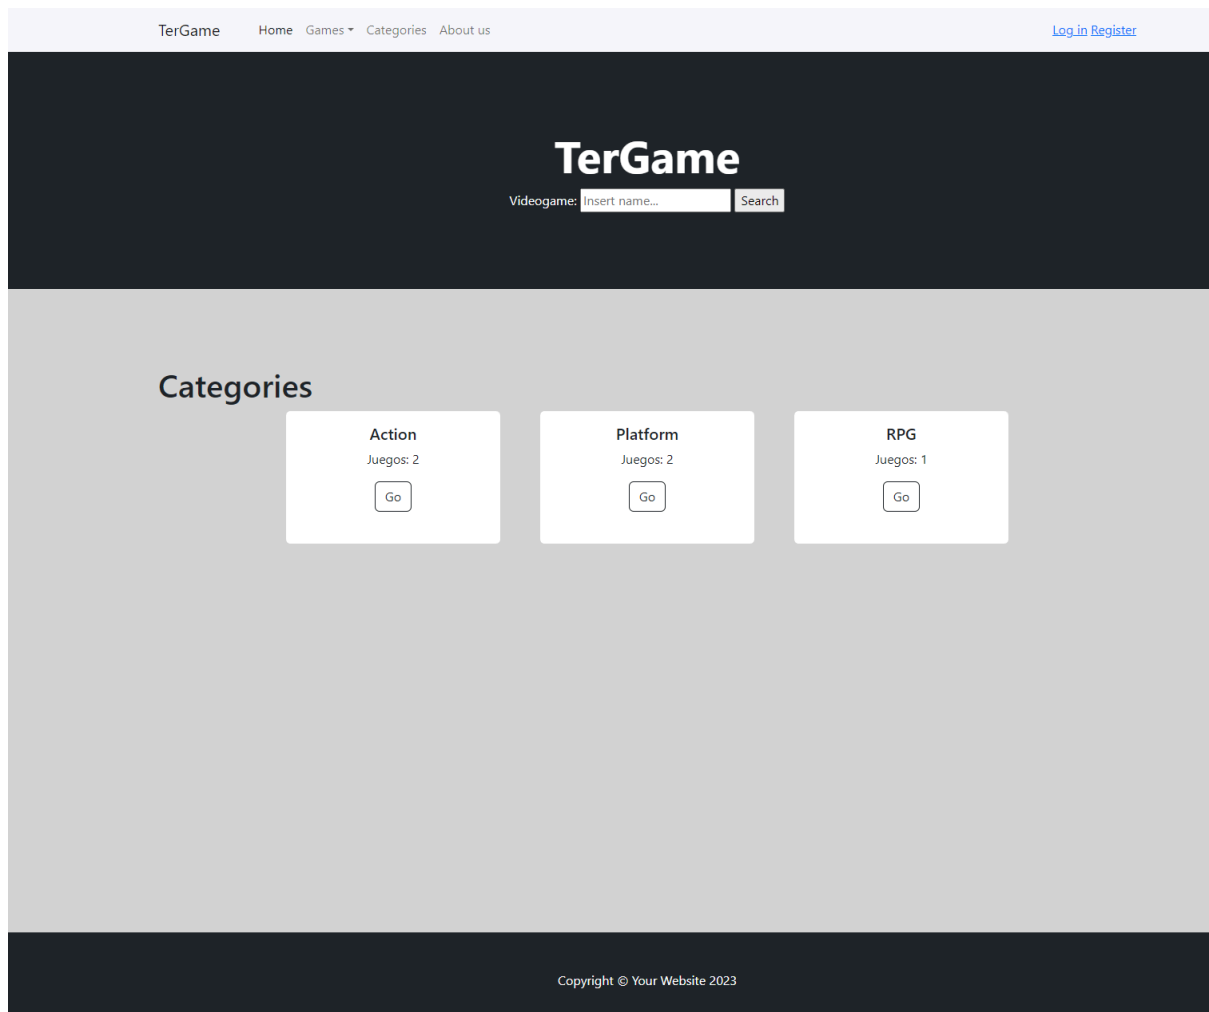 TerGame Home Games Categories About us Log in Register
TerGame
Videogame: Insert name... Search
Categories
Action Platform RPG
Juegos: 2 Juegos: 2 Juegos: 1
Go Go Go
Copyright © Your Website 2023